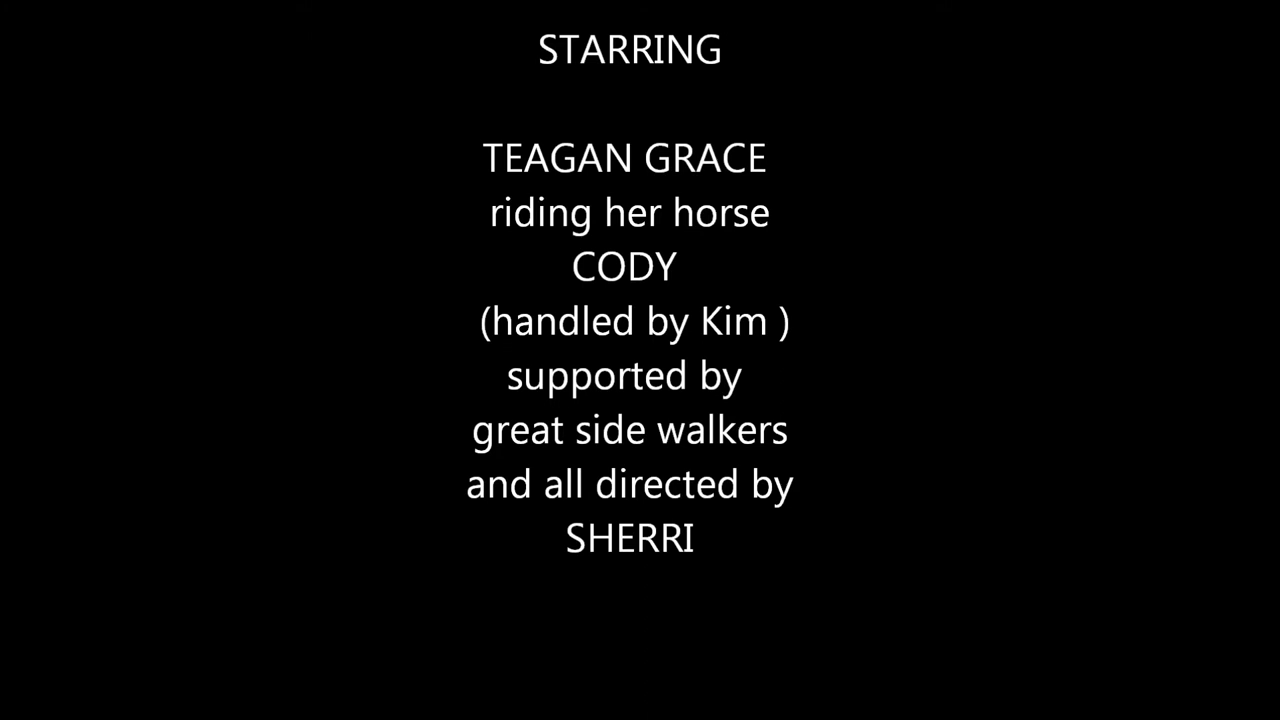 STARRING
TEAGAN GRACE
riding her horse
CODY
(handled by Kim )
supported by
great side walkers
and all directed by
SHERRI